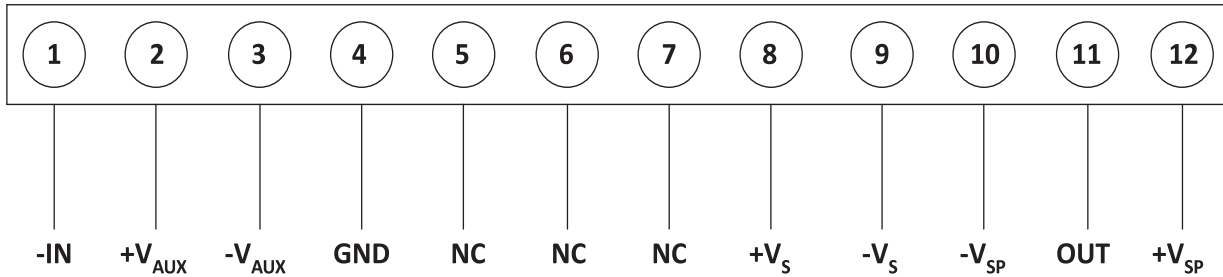 1 2 3 4 5 6 7 8 9 10 11 12
-IN +VAUX -VAUX GND NC NC NC +VS -VS -VSP OUT +VSP